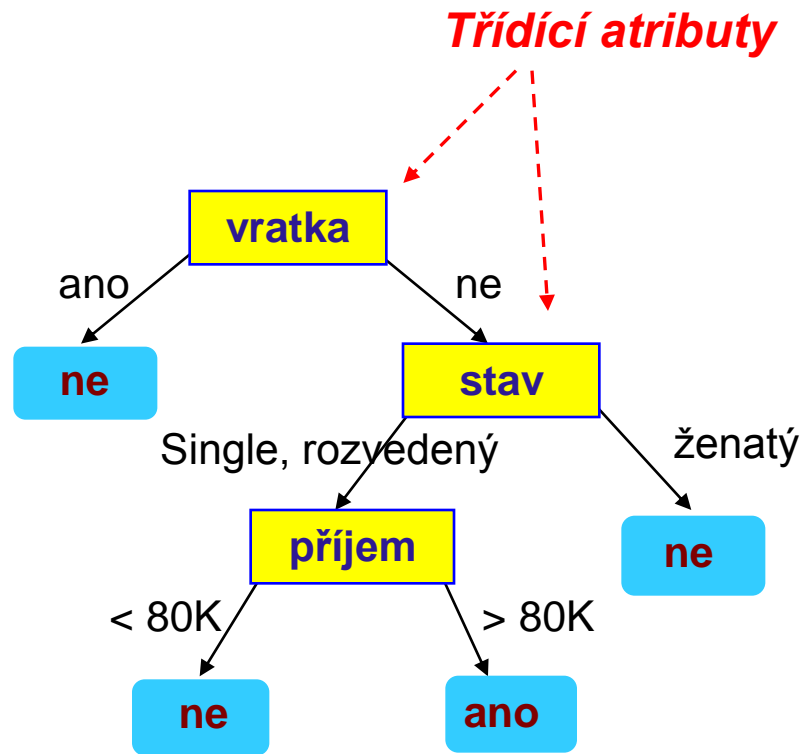 Třídící atributy
vratka
ano
ne
ne
stav
Single, rozvedený
ženatý
příjem
ne
< 80K
> 80K
ne
ano